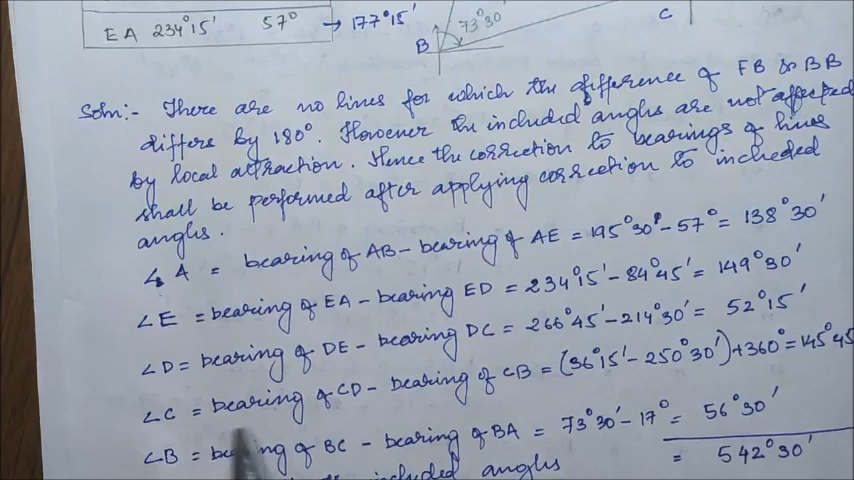 EA 234°15' 57° → 177°15'
73°30'
B
C
Soln:- There are no lines for which the difference of FB & BB
differs by 180°. However the included angles are not affected
by local attraction. Hence the correction to bearings of lines
shall be performed after applying correction to included
angles.
∠A = bearing of AB - bearing of AE = 195°30' - 57° = 138°30'
∠E = bearing of EA - bearing ED = 234°15' - 84°45' = 149°30'
∠D = bearing of DE - bearing DC = 266°45' - 214°30' = 52°15'
∠C = bearing of CD - bearing of CB = (36°15' - 250°30') + 360° = 145°45
∠B = bearing of BC - bearing of BA = 73°30' - 17° = 56°30'
included angles = 542°30'